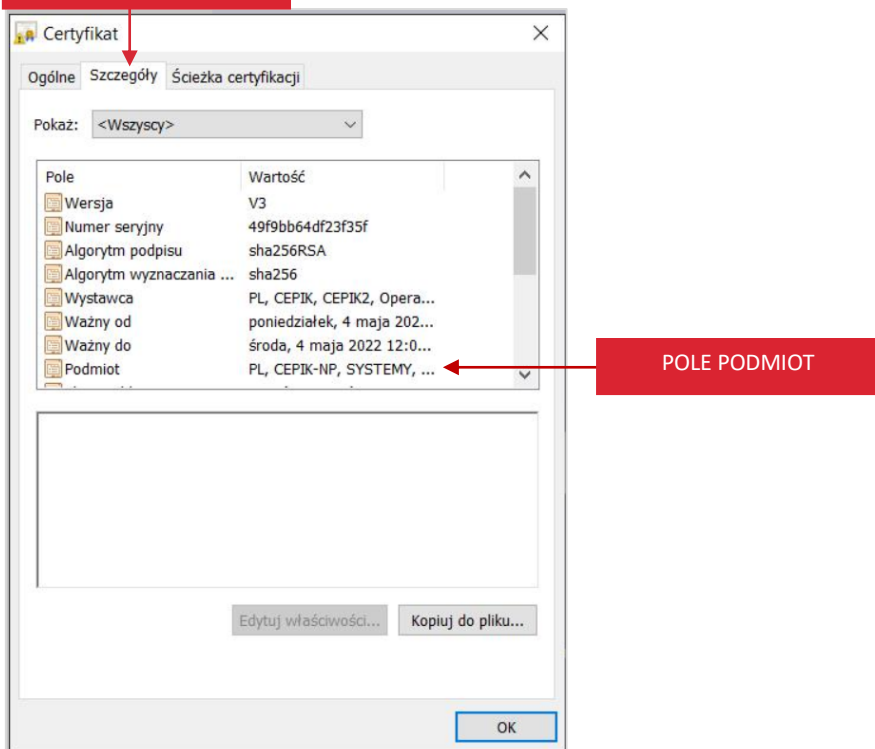 Certyfikat
Ogólne Szczegóły Ścieżka certyfikacji
Pokaż: <Wszyscy>
Pole Wartość
Wersja V3
Numer seryjny 49f9bb64df23f35f
Algorytm podpisu sha256RSA
Algorytm wyznaczania ... sha256
Wystawca PL, CEPIK, CEPIK2, Opera...
Ważny od poniedziałek, 4 maja 202...
Ważny do środa, 4 maja 2022 12:0...
Podmiot PL, CEPIK-NP, SYSTEMY, ...
POLE PODMIOT
Edytuj właściwości... Kopiuj do pliku...
OK